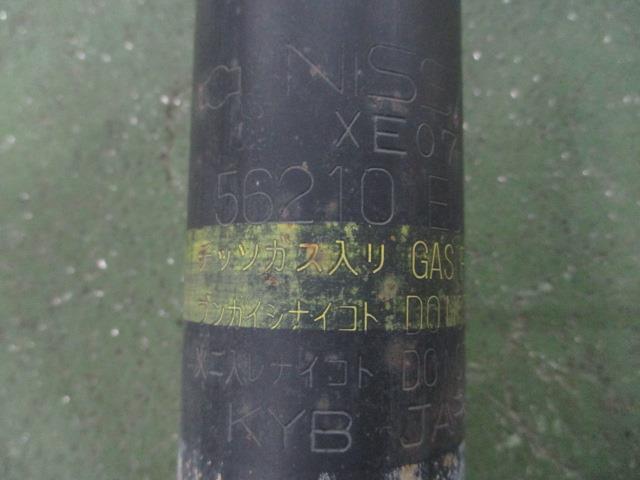 NISS
XE07
56210 E
チッソガス入リ GAS
ブンカイシナイコト DO
火ニ入レナイコト DO
KYB JA